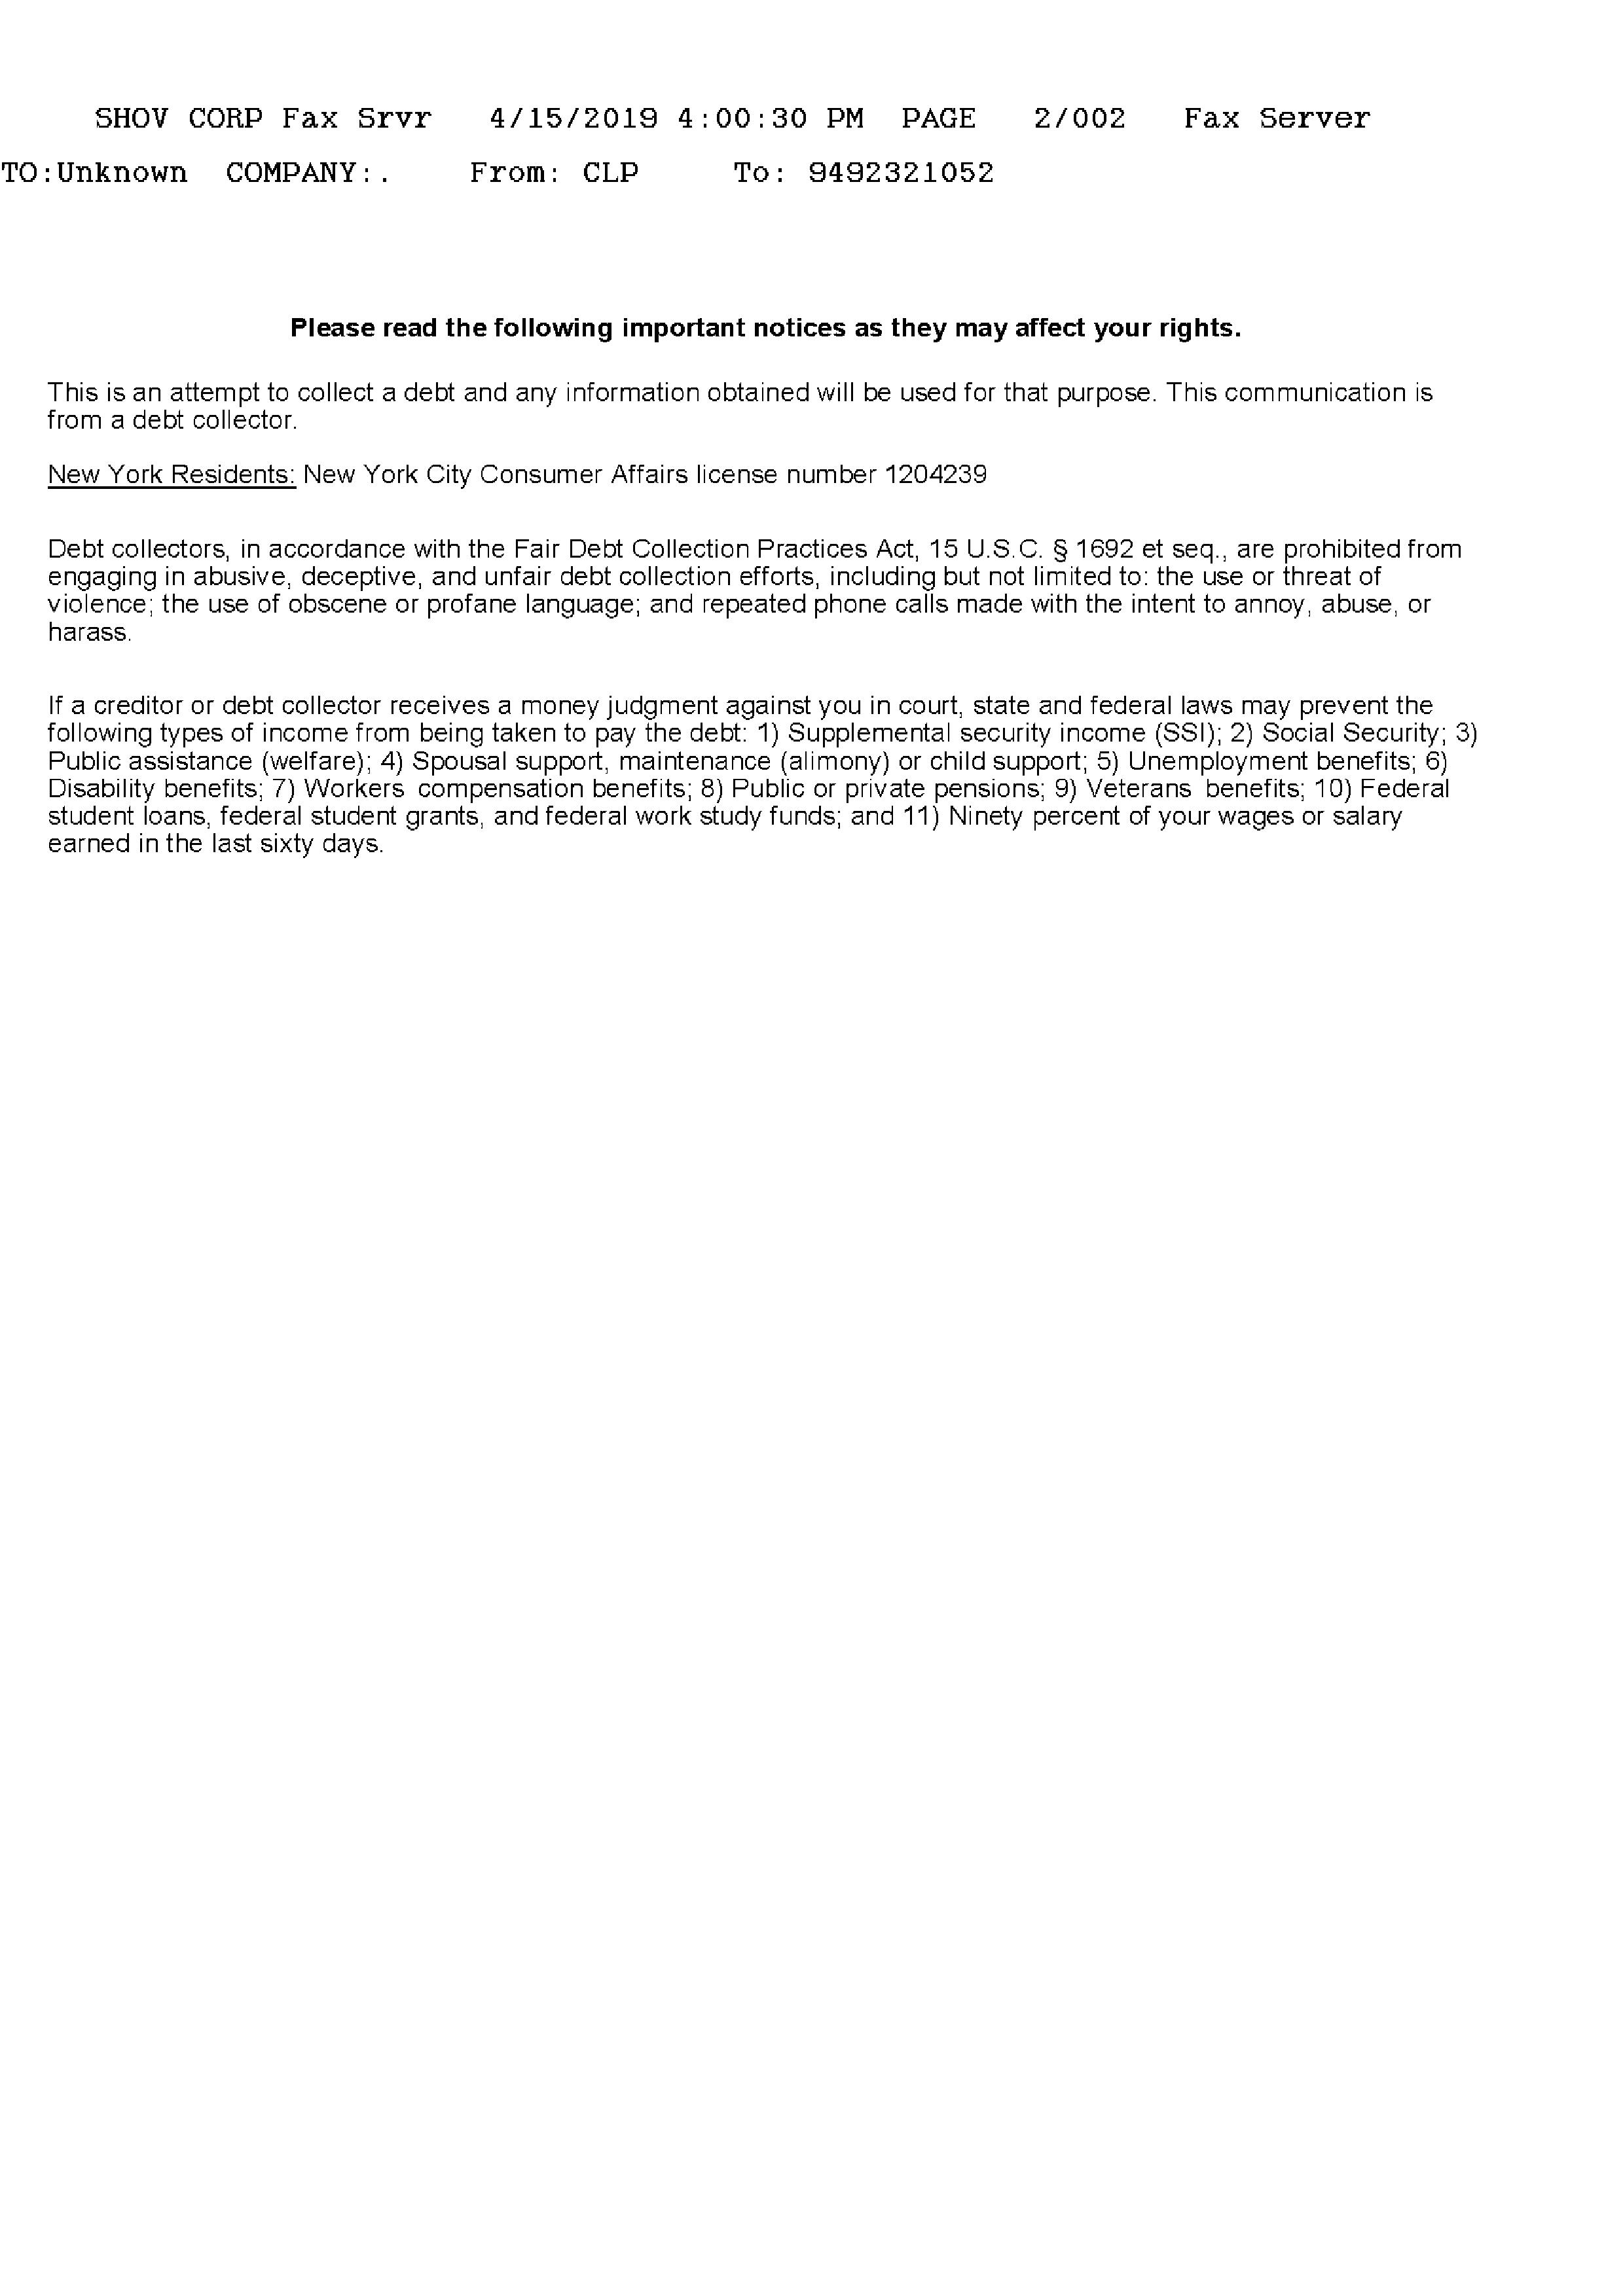 SHOV CORP Fax Srvr 4/15/2019 4:00:30 PM PAGE 2/002 Fax Server
TO:Unknown COMPANY:. From: CLP To: 9492321052
Please read the following important notices as they may affect your rights.
This is an attempt to collect a debt and any information obtained will be used for that purpose. This communication is
from a debt collector.
New York Residents: New York City Consumer Affairs license number 1204239
Debt collectors, in accordance with the Fair Debt Collection Practices Act, 15 U.S.C. § 1692 et seq., are prohibited from
engaging in abusive, deceptive, and unfair debt collection efforts, including but not limited to: the use or threat of
violence; the use of obscene or profane language; and repeated phone calls made with the intent to annoy, abuse, or
harass.
If a creditor or debt collector receives a money judgment against you in court, state and federal laws may prevent the
following types of income from being taken to pay the debt: 1) Supplemental security income (SSI); 2) Social Security; 3)
Public assistance (welfare); 4) Spousal support, maintenance (alimony) or child support; 5) Unemployment benefits; 6)
Disability benefits; 7) Workers compensation benefits; 8) Public or private pensions; 9) Veterans benefits; 10) Federal
student loans, federal student grants, and federal work study funds; and 11) Ninety percent of your wages or salary
earned in the last sixty days.